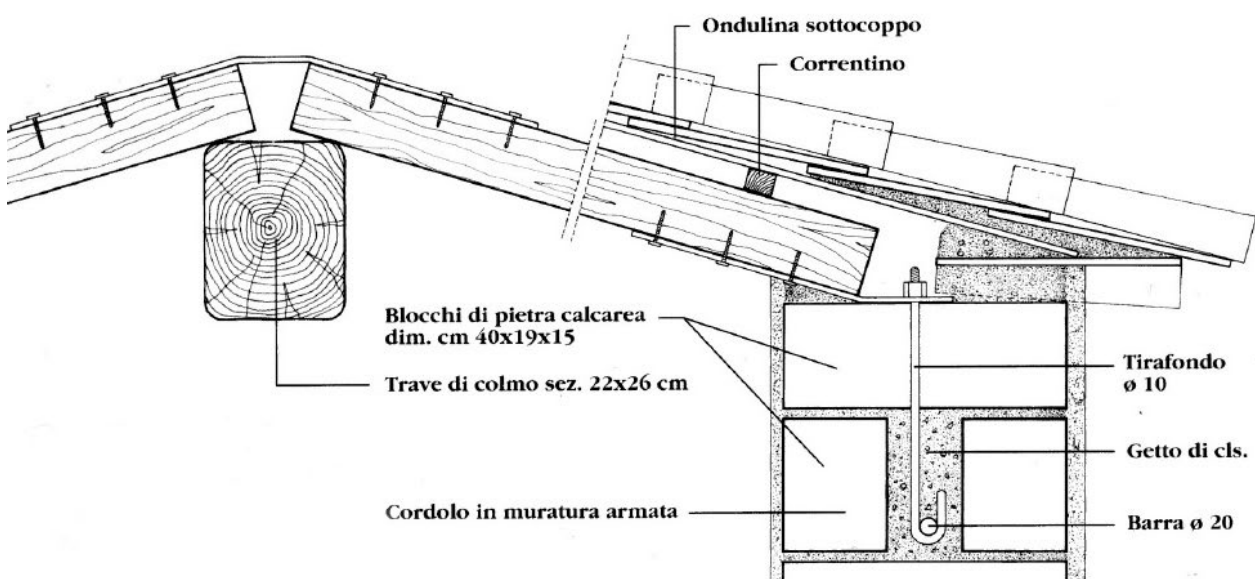 Ondulina sottocoppo
Correntino
Blocchi di pietra calcarea
dim. cm 40x19x15
Trave di colmo sez. 22x26 cm
Tirafondo
ø 10
Getto di cls.
Cordolo in muratura armata
Barra ø 20